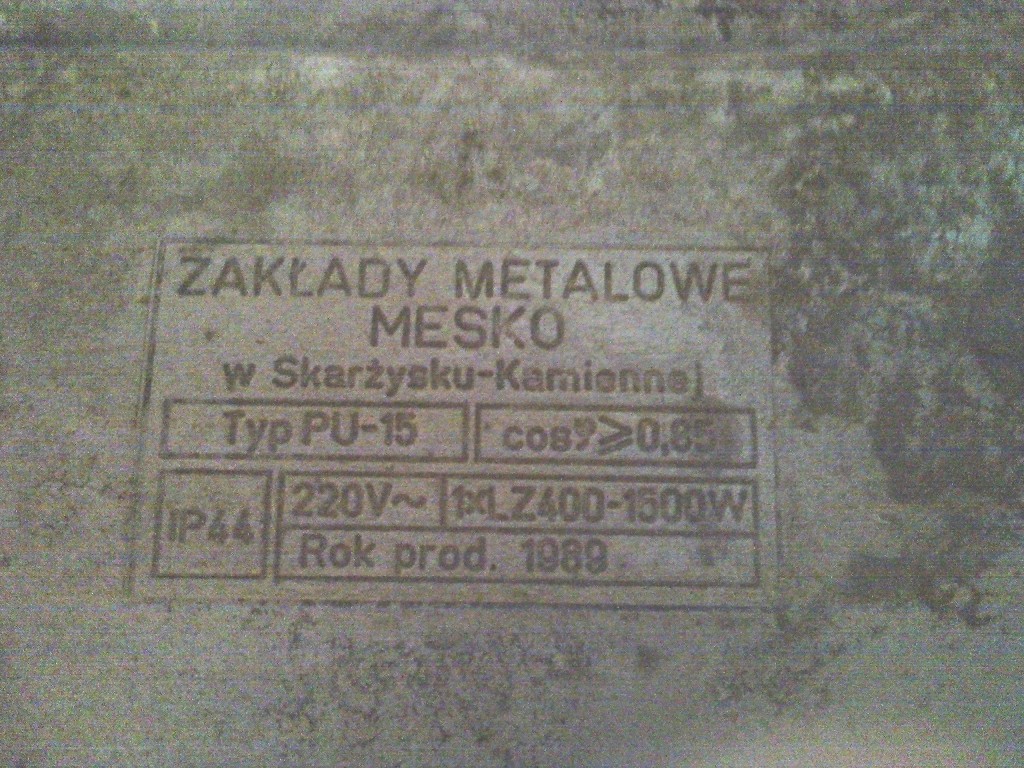 ZAKŁADY METALOWE
MESKO
w Skarżysku-Kamiennej
Typ PU-15
cosφ⩾0,85
IP44
220V~
1xLZ400-1500W
Rok prod. 1989